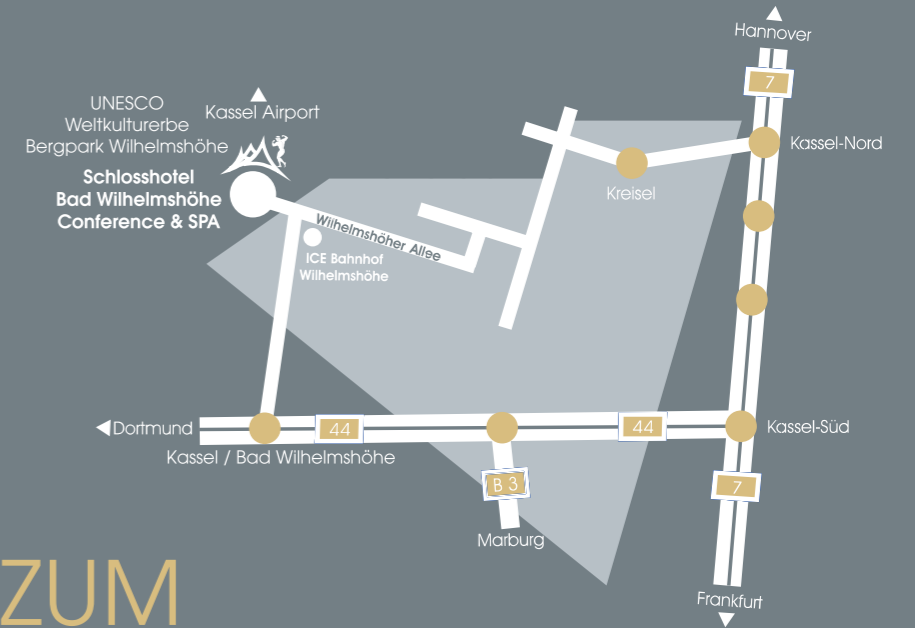 Hannover
7
UNESCO
Weltkulturerbe
Bergpark Wilhelmshöhe
Kassel Airport
Schlosshotel
Bad Wilhelmshöhe
Conference & SPA
Kassel-Nord
Kreisel
Wilhelmshöher Allee
ICE Bahnhof
Wilhelmshöhe
Dortmund
44
44
Kassel-Süd
Kassel / Bad Wilhelmshöhe
B 3
7
Marburg
Frankfurt
ZUM